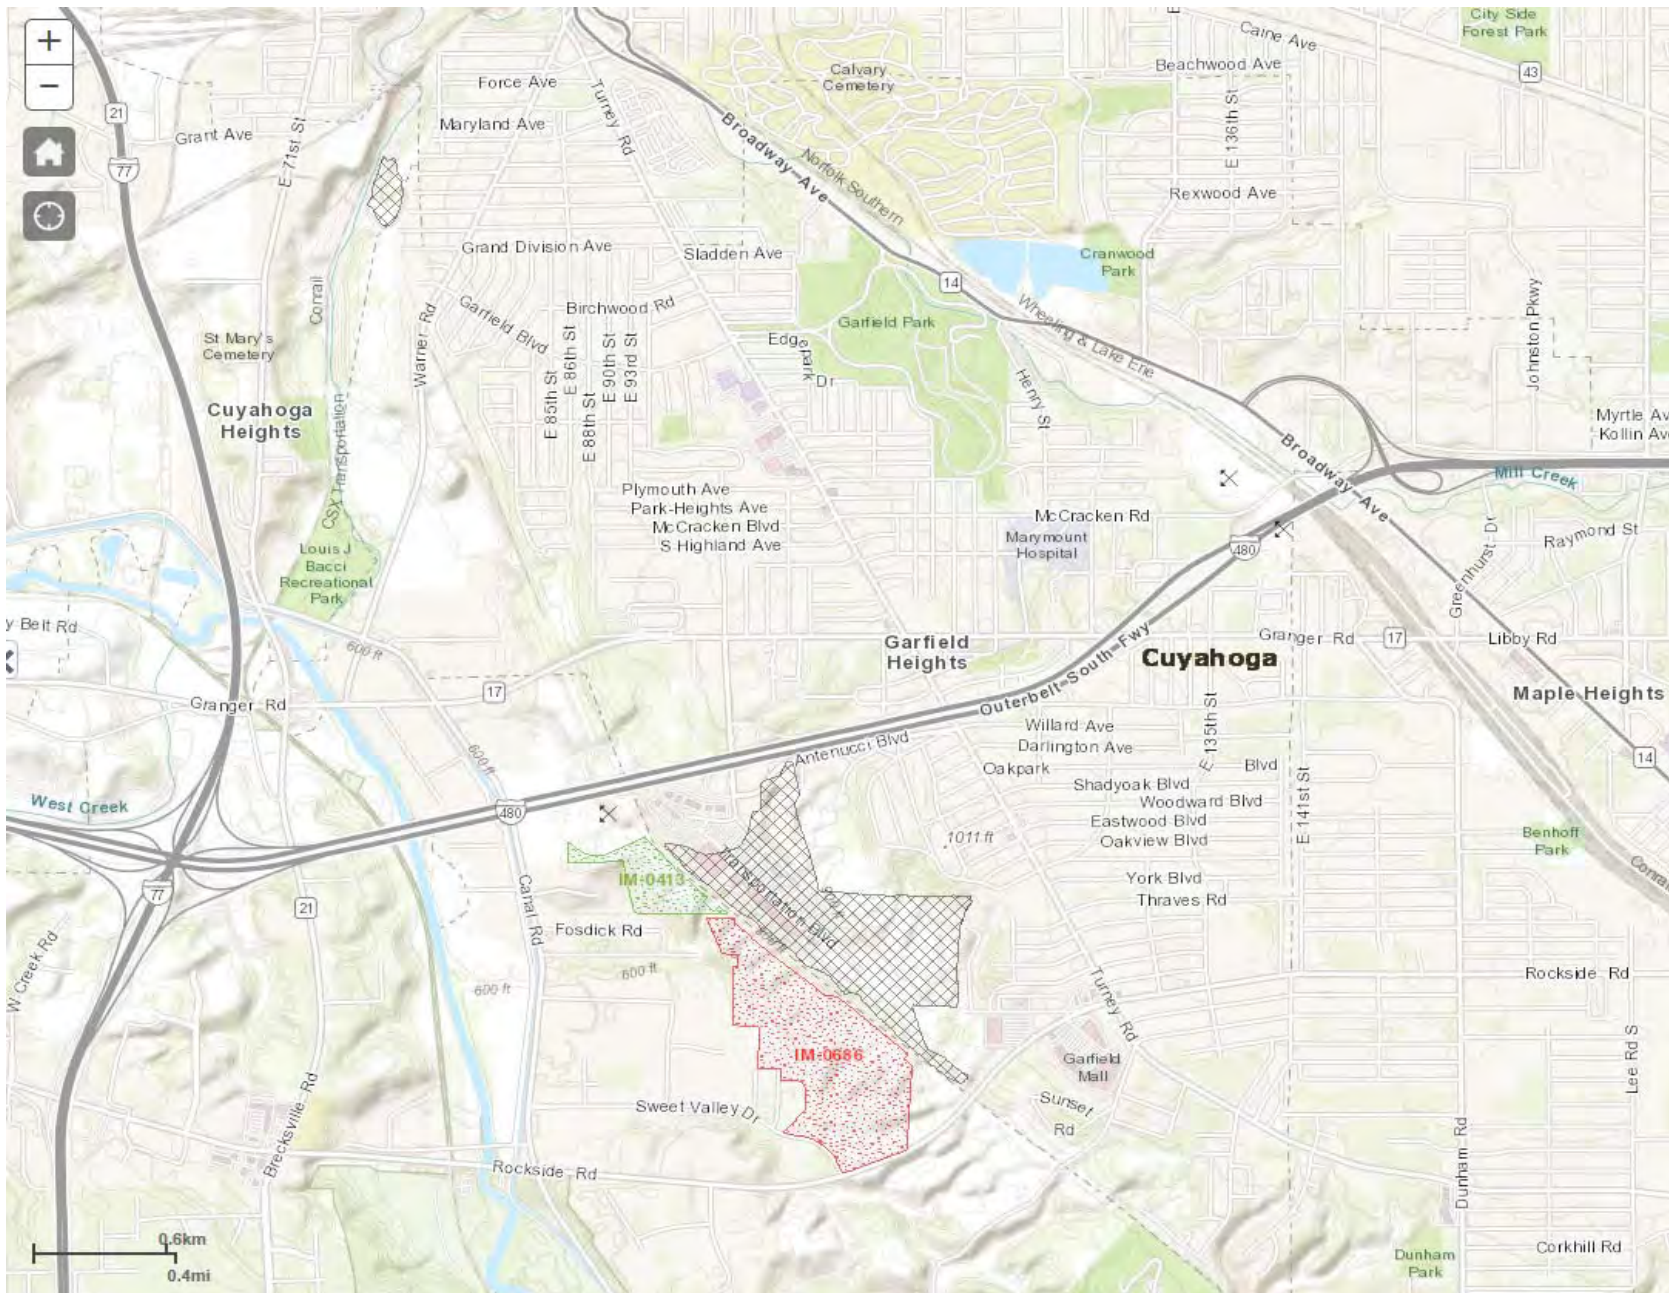 City Side
Forest Park
Caine Ave
Beachwood Ave
43
Calvary
Cemetery
Force Ave
Turney Rd
21
Maryland Ave
Broadway-Ave
E 136th St
Grant Ave
E 71st St
77
Norfolk Southern
Rexwood Ave
Grand Division Ave
Sladden Ave
Cranwood
Park
14
Conrail
Garfield Blvd
Birchwood Rd
Wheeling & Lake Erie
Johnston Pkwy
Warner Rd
Garfield Park
St Mary's
Cemetery
Edgepark Dr
E 85th St
E 86th St
E 88th St
E 90th St
E 93rd St
Henry St
Cuyahoga
Heights
Myrtle Av
Kollin Av
CSX Transportation
Broadway-Ave
Mill Creek
Plymouth Ave
Park-Heights Ave
McCracken Blvd
S Highland Ave
McCracken Rd
Marymount
Hospital
480
Greenhurst Dr
Raymond St
Louis J
Bacci
Recreational
Park
y Belt Rd
600 ft
Garfield
Heights
Granger Rd
17
Libby Rd
Outerbelt-South-Fwy
Cuyahoga
Maple Heights
Granger Rd
17
E 135th St
Willard Ave
Darlington Ave
Antenucci Blvd
600 ft
Oakpark
Blvd
14
E 141st St
Shadyoak Blvd
Woodward Blvd
Eastwood Blvd
Oakview Blvd
West Creek
480
1011 ft
Benhoff
Park
Conrai
IM-0413
Transportation Blvd
800 ft
York Blvd
Thraves Rd
77
21
Canal Rd
Fosdick Rd
800 ft
W Creek Rd
600 ft
600 ft
Turney Rd
Rockside Rd
IM-0686
Garfield
Mall
Lee Rd S
Sweet Valley Dr
Sunset
Rd
Brecksville Rd
Rockside Rd
Dunham Rd
0.6km
0.4mi
Dunham
Park
Corkhill Rd